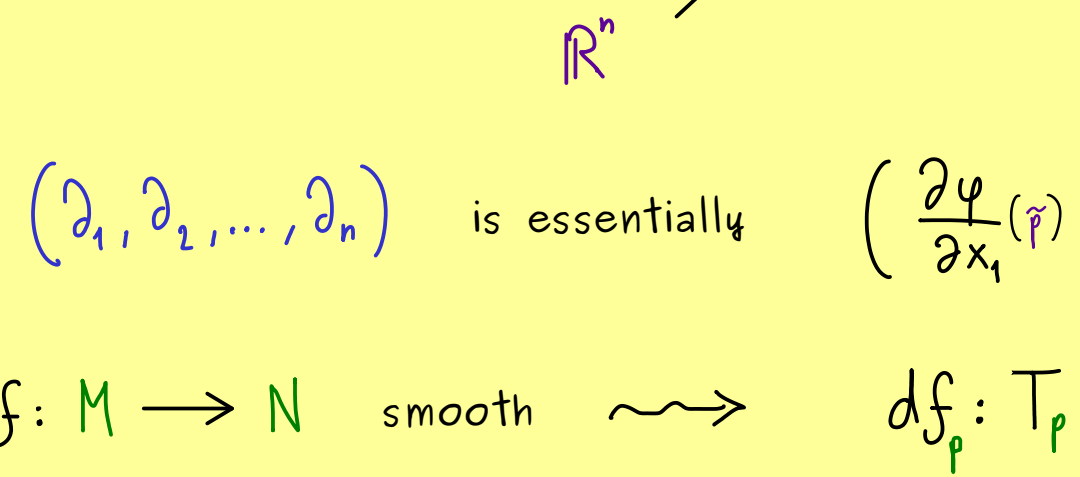 ℝⁿ
(∂₁, ∂₂, ..., ∂ₙ) is essentially (∂φ/∂x₁(p̃)
f: M → N smooth ⇝ df_p: T_p